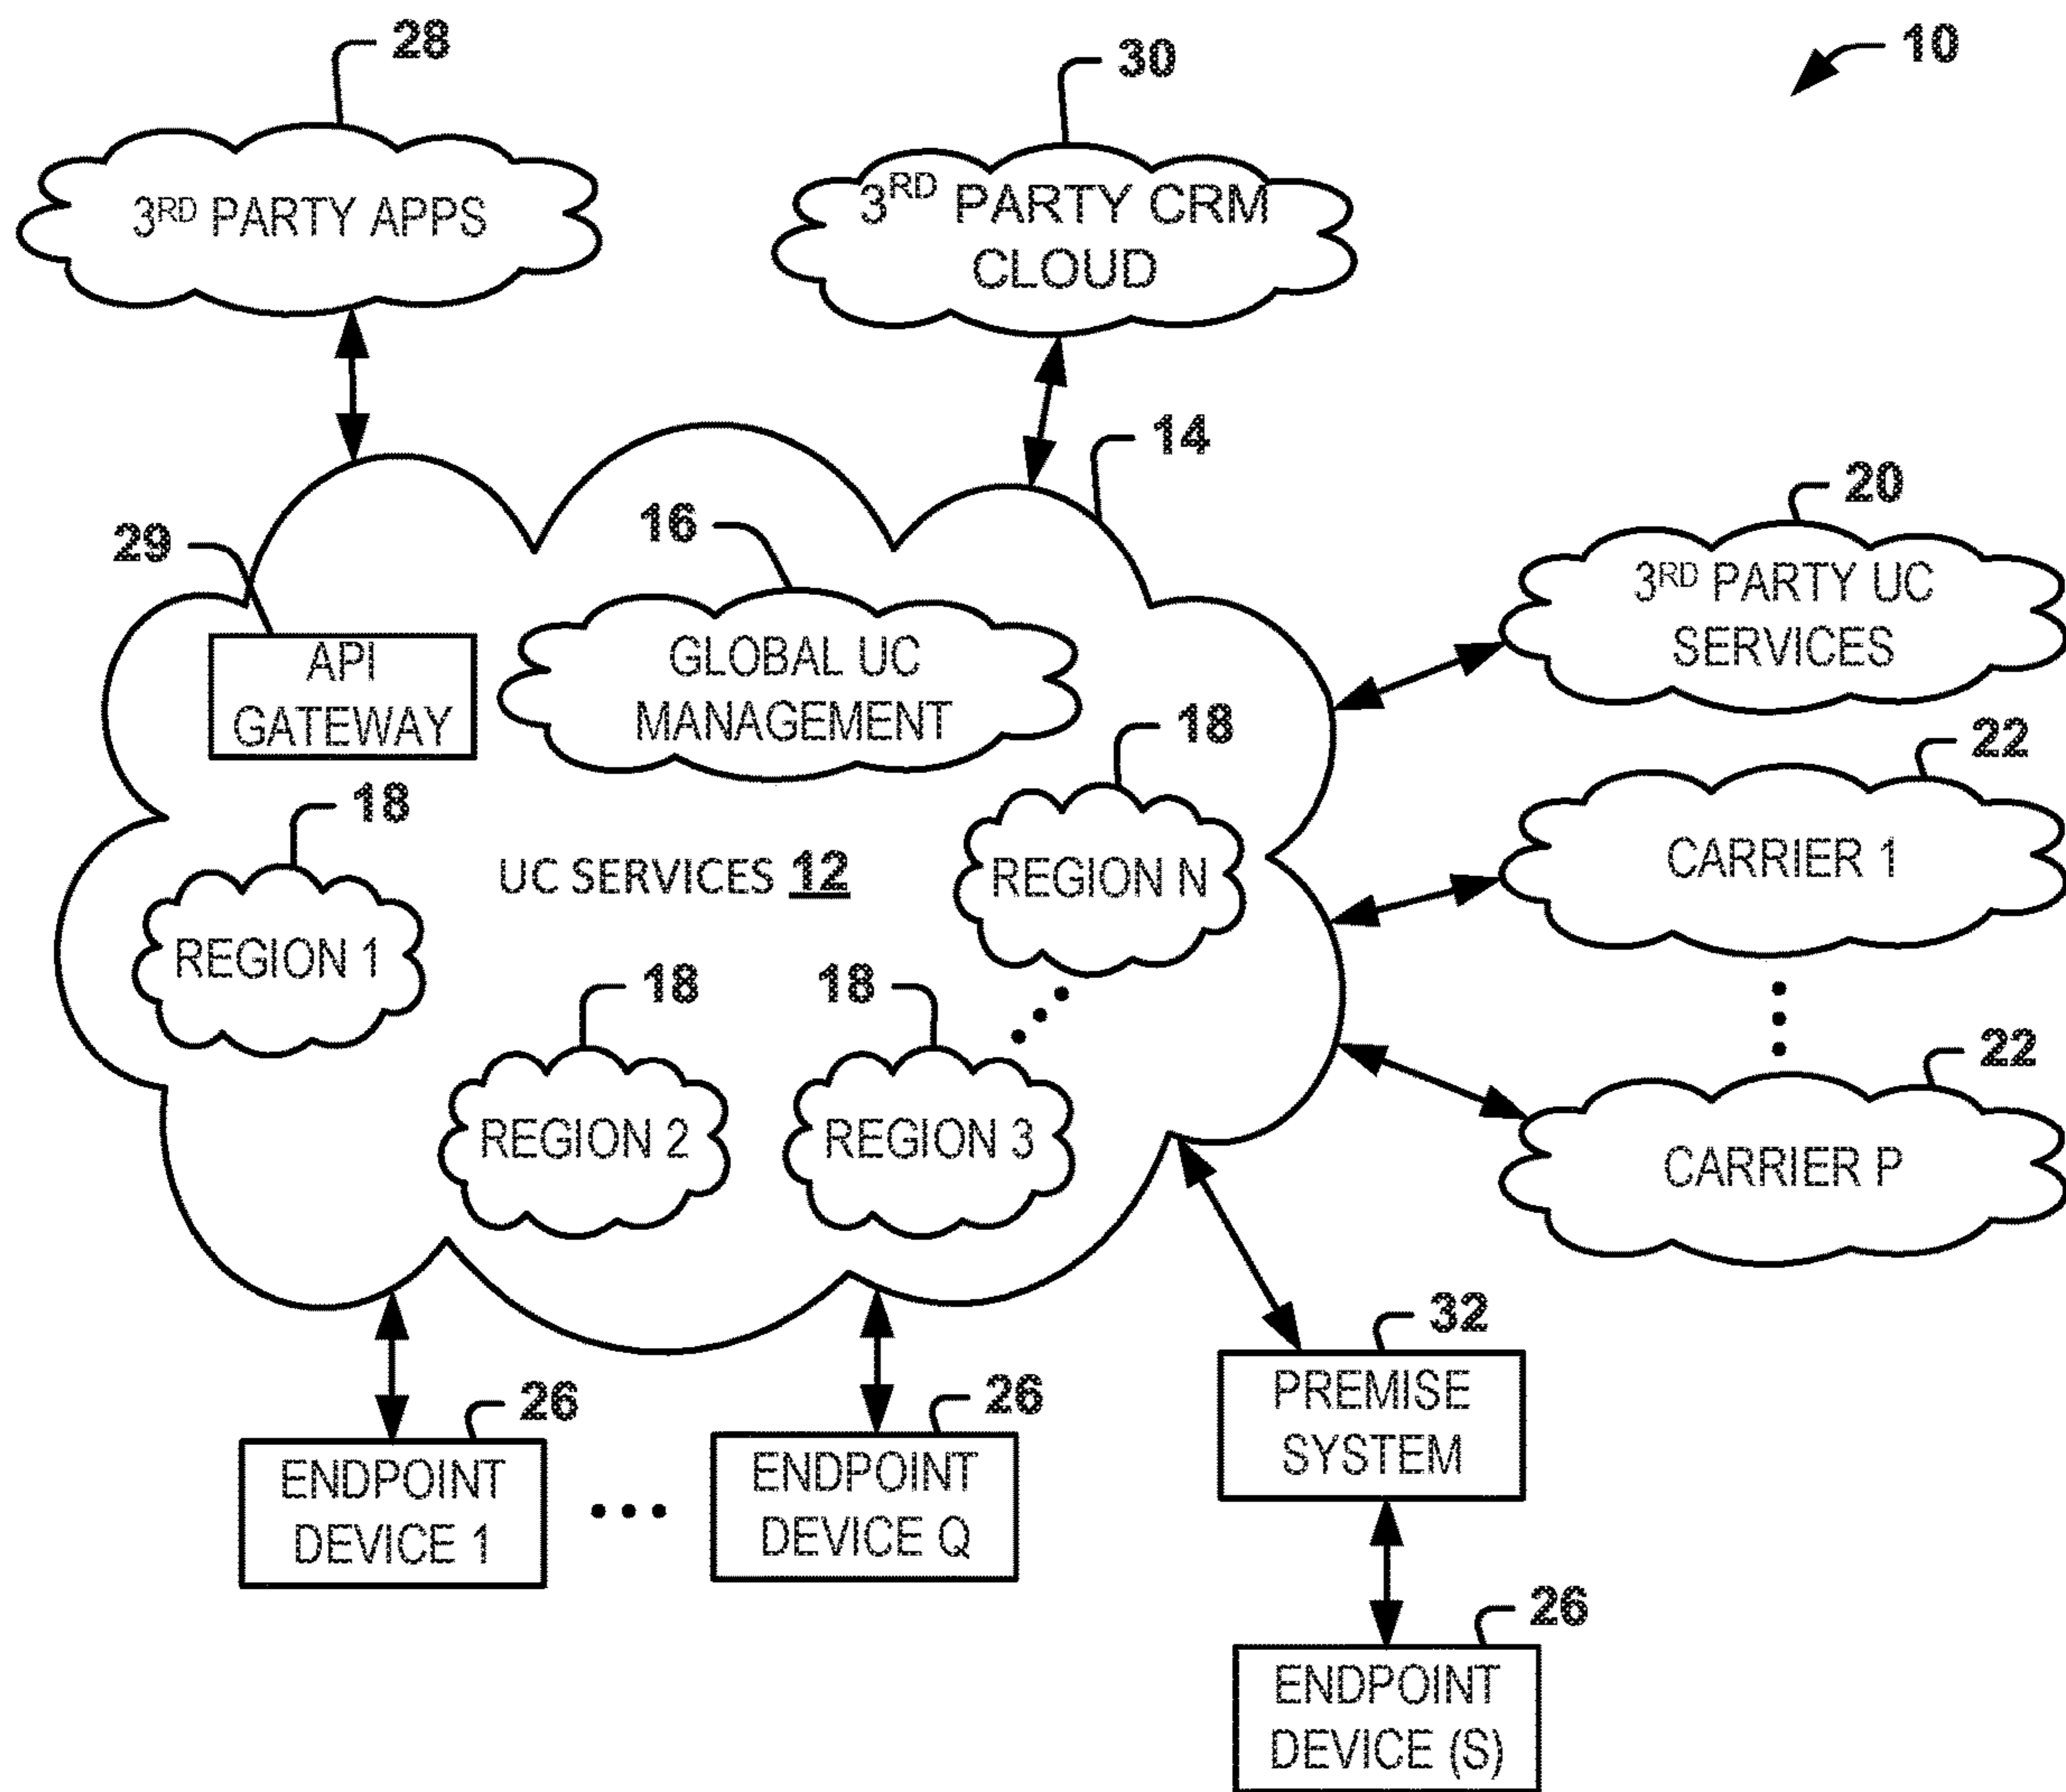 28
30
10
3RD PARTY APPS
3RD PARTY CRM
CLOUD
14
20
16
29
3RD PARTY UC
SERVICES
API
GATEWAY
GLOBAL UC
MANAGEMENT
18
22
18
CARRIER 1
UC SERVICES 12
REGION N
REGION 1
18
18
22
REGION 2
REGION 3
CARRIER P
32
26
26
PREMISE
SYSTEM
ENDPOINT
DEVICE 1
ENDPOINT
DEVICE Q
26
ENDPOINT
DEVICE (S)